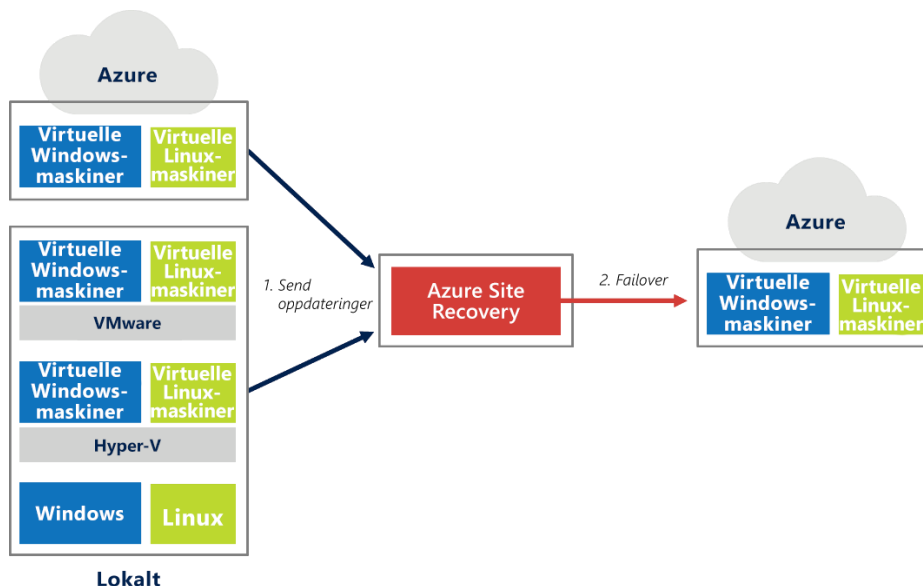 Azure
Virtuelle
Windows-
maskiner
Virtuelle
Linux-
maskiner
Virtuelle
Windows-
maskiner
Virtuelle
Linux-
maskiner
VMware
Virtuelle
Windows-
maskiner
Virtuelle
Linux-
maskiner
Hyper-V
Windows
Linux
Lokalt
1. Send
oppdateringer
Azure Site
Recovery
2. Failover
Azure
Virtuelle
Windows-
maskiner
Virtuelle
Linux-
maskiner